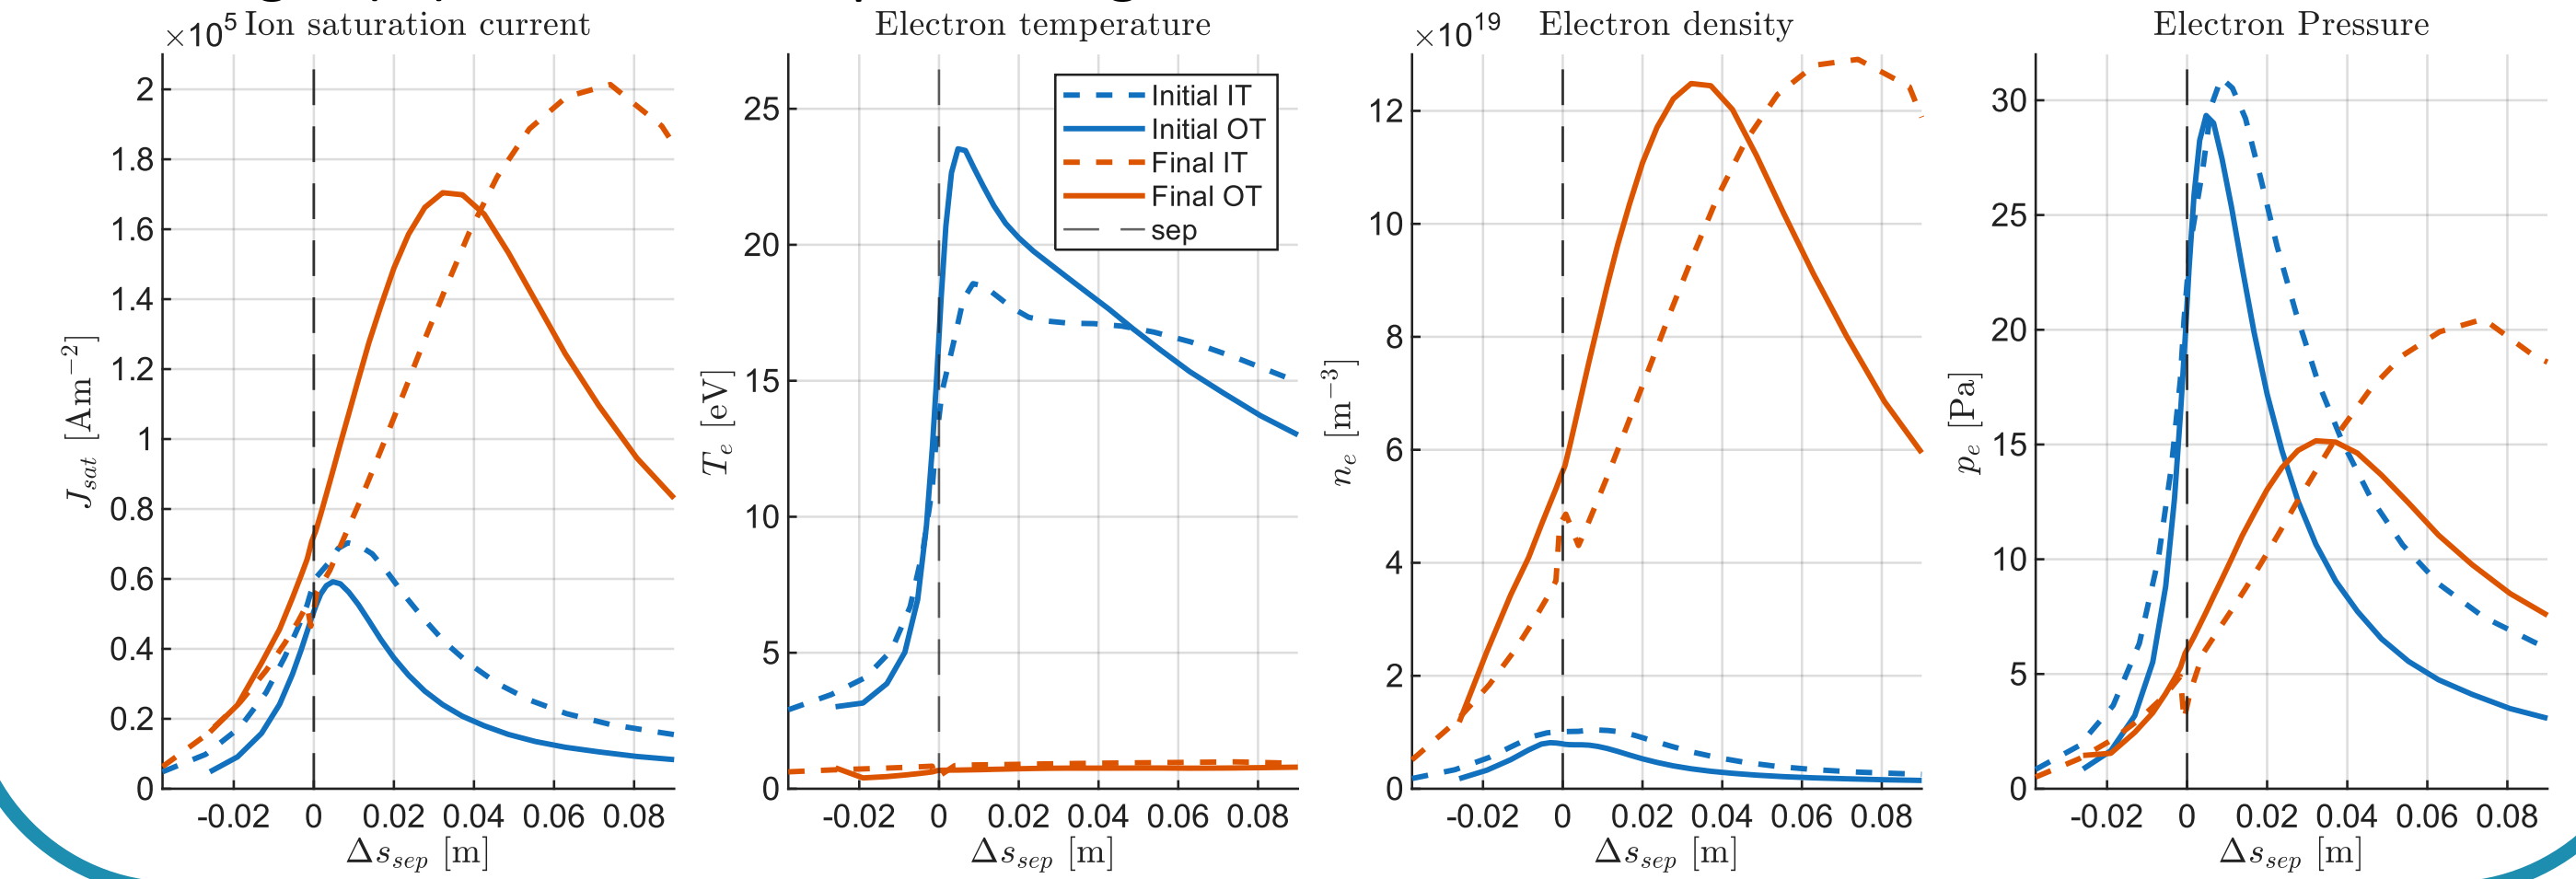 ×10⁵ Ion saturation current
2
1.8
1.6
1.4
1.2
1
0.8
0.6
0.4
0.2
0
J_sat [Am⁻²]
-0.02 0 0.02 0.04 0.06 0.08
Δs_sep [m]
Electron temperature
25
20
15
10
5
0
T_e [eV]
-0.02 0 0.02 0.04 0.06 0.08
Δs_sep [m]
Initial IT
Initial OT
Final IT
Final OT
sep
×10¹⁹ Electron density
12
10
8
6
4
2
0
n_e [m⁻³]
-0.02 0 0.02 0.04 0.06 0.08
Δs_sep [m]
Electron Pressure
30
25
20
15
10
5
0
p_e [Pa]
-0.02 0 0.02 0.04 0.06 0.08
Δs_sep [m]